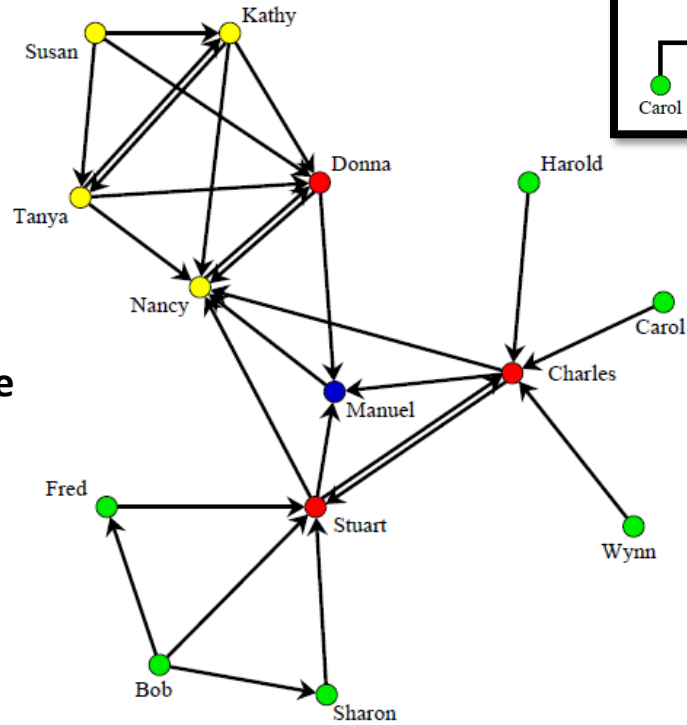 Kathy
Susan
Carol
Donna
Harold
Tanya
Nancy
Carol
Charles
e
Manuel
Fred
Stuart
Wynn
Bob
Sharon